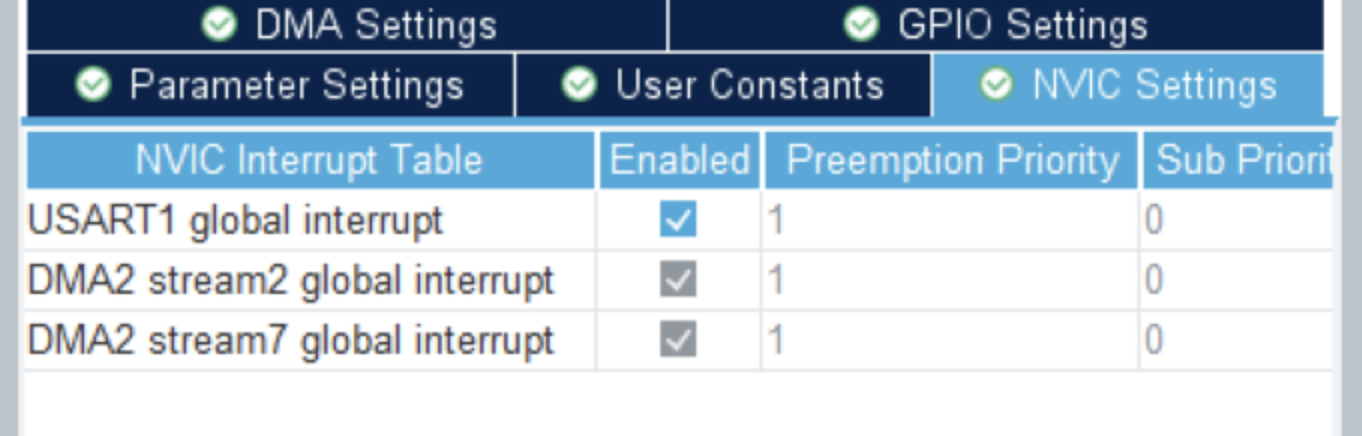 DMA Settings GPIO Settings
Parameter Settings User Constants NVIC Settings
NVIC Interrupt Table Enabled Preemption Priority Sub Priorit
USART1 global interrupt 1 0
DMA2 stream2 global interrupt 1 0
DMA2 stream7 global interrupt 1 0